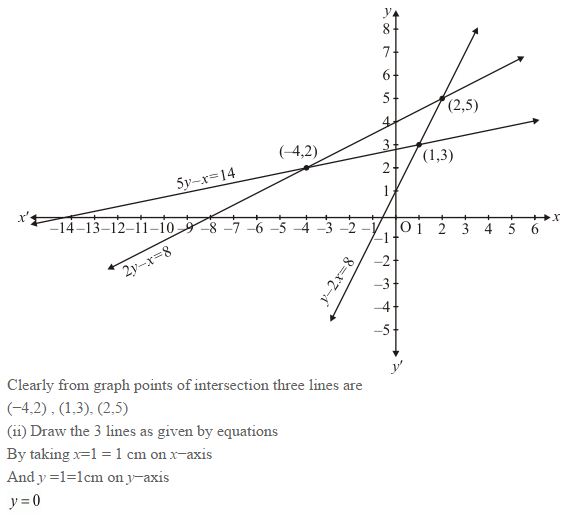 y
8
7
6
5
(2,5)
4
(−4,2)
3
(1,3)
2
5y−x=14
1
x′
−14 −13 −12 −11 −10 −9 −8 −7 −6 −5 −4 −3 −2 −1 O 1 2 3 4 5 6 x
−1
2y−x=8
−2
y−2x=8
−3
−4
−5
y′
Clearly from graph points of intersection three lines are
(−4,2) , (1,3), (2,5)
(ii) Draw the 3 lines as given by equations
By taking x=1 = 1 cm on x−axis
And y =1=1cm on y−axis
y = 0